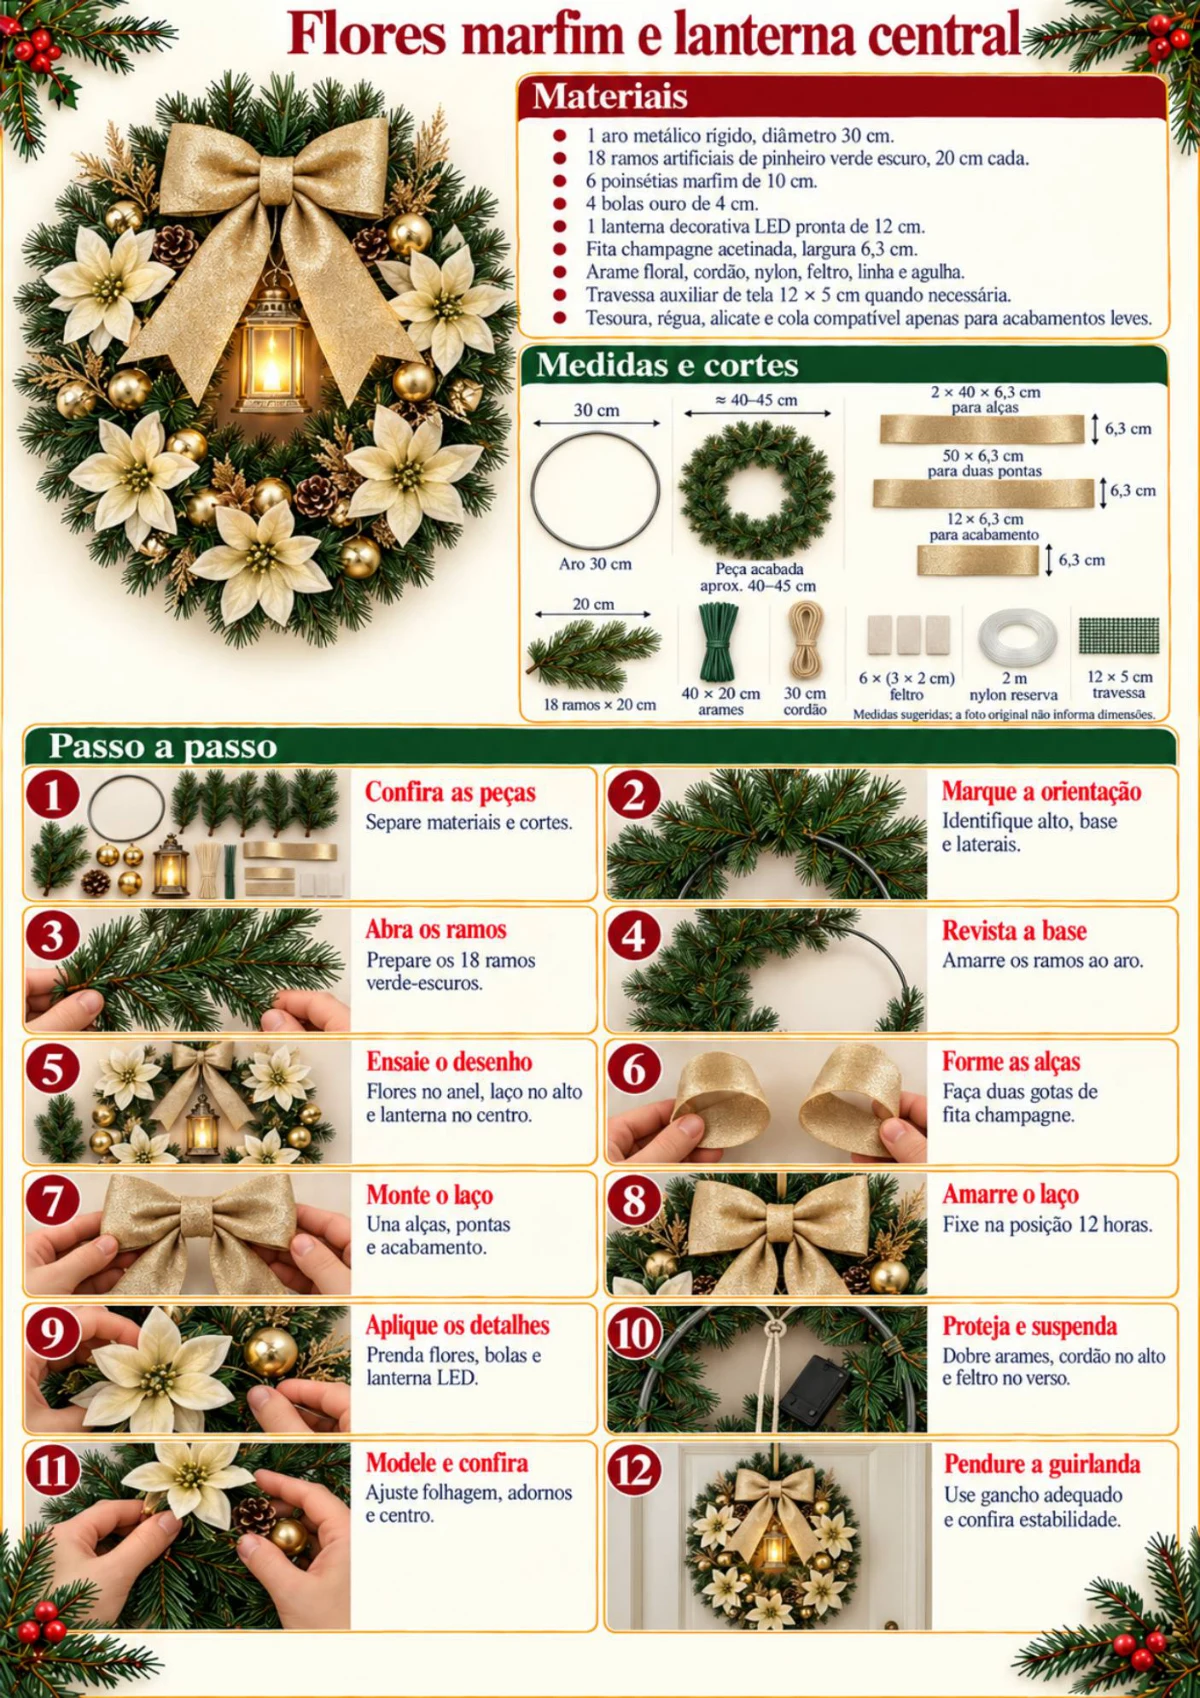 Flores marfim e lanterna central
Materiais
1 aro metálico rígido, diâmetro 30 cm.
18 ramos artificiais de pinheiro verde escuro, 20 cm cada.
6 poinsétias marfim de 10 cm.
4 bolas ouro de 4 cm.
1 lanterna decorativa LED pronta de 12 cm.
Fita champagne acetinada, largura 6,3 cm.
Arame floral, cordão, nylon, feltro, linha e agulha.
Travessa auxiliar de tela 12 × 5 cm quando necessária.
Tesoura, régua, alicate e cola compatível apenas para acabamentos leves.
Medidas e cortes
30 cm
Aro 30 cm
≈ 40–45 cm
Peça acabada
aprox. 40–45 cm
2 × 40 × 6,3 cm
para alças
6,3 cm
50 × 6,3 cm
para duas pontas
6,3 cm
12 × 6,3 cm
para acabamento
6,3 cm
20 cm
18 ramos × 20 cm
40 × 20 cm
arames
30 cm
cordão
6 × (3 × 2 cm)
feltro
2 m
nylon reserva
12 × 5 cm
travessa
Medidas sugeridas; a foto original não informa dimensões.
Passo a passo
1
Confira as peças
Separe materiais e cortes.
2
Marque a orientação
Identifique alto, base
e laterais.
3
Abra os ramos
Prepare os 18 ramos
verde-escuros.
4
Revista a base
Amarre os ramos ao aro.
5
Ensaie o desenho
Flores no anel, laço no alto
e lanterna no centro.
6
Forme as alças
Faça duas gotas de
fita champagne.
7
Monte o laço
Una alças, pontas
e acabamento.
8
Amarre o laço
Fixe na posição 12 horas.
9
Aplique os detalhes
Prenda flores, bolas e
lanterna LED.
10
Proteja e suspenda
Dobre arames, cordão no alto
e feltro no verso.
11
Modele e confira
Ajuste folhagem, adornos
e centro.
12
Pendure a guirlanda
Use gancho adequado
e confira estabilidade.